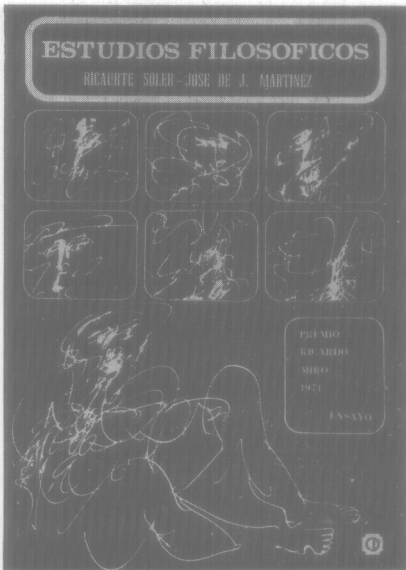 ESTUDIOS FILOSOFICOS
RICAURTE SOLER - JOSE DE J. MARTINEZ
PREMIO
RICARDO
MIRO
1971
ENSAYO